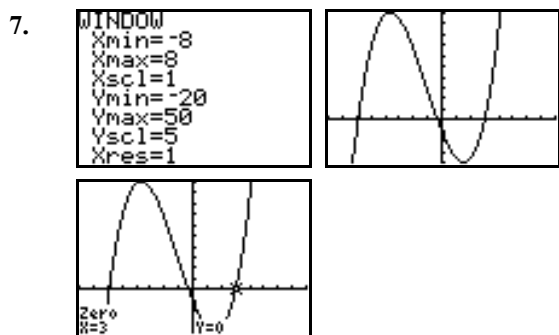 7.
WINDOW
Xmin=-8
Xmax=8
Xscl=1
Ymin=-20
Ymax=50
Yscl=5
Xres=1
Zero
X=3 Y=0